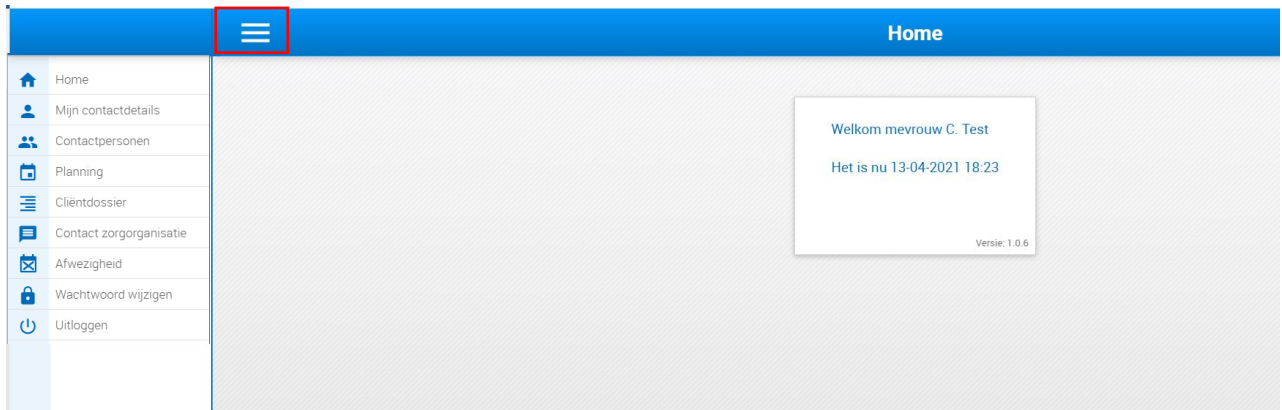 Home
Home
Mijn contactdetails
Contactpersonen
Planning
Cliëntdossier
Contact zorgorganisatie
Afwezigheid
Wachtwoord wijzigen
Uitloggen
Welkom mevrouw C. Test
Het is nu 13-04-2021 18:23
Versie: 1.0.6